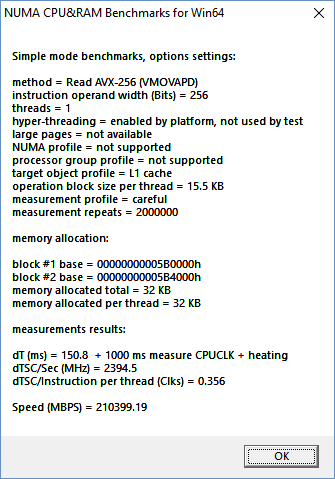 NUMA CPU&RAM Benchmarks for Win64
Simple mode benchmarks, options settings:
method = Read AVX-256 (VMOVAPD)
instruction operand width (Bits) = 256
threads = 1
hyper-threading = enabled by platform, not used by test
large pages = not available
NUMA profile = not supported
processor group profile = not supported
target object profile = L1 cache
operation block size per thread = 15.5 KB
measurement profile = careful
measurement repeats = 2000000
memory allocation:
block #1 base = 00000000005B0000h
block #2 base = 00000000005B4000h
memory allocated total = 32 KB
memory allocated per thread = 32 KB
measurements results:
dT (ms) = 150.8  + 1000 ms measure CPUCLK + heating
dTSC/Sec (MHz) = 2394.5
dTSC/Instruction per thread (Clks) = 0.356
Speed (MBPS) = 210399.19
OK